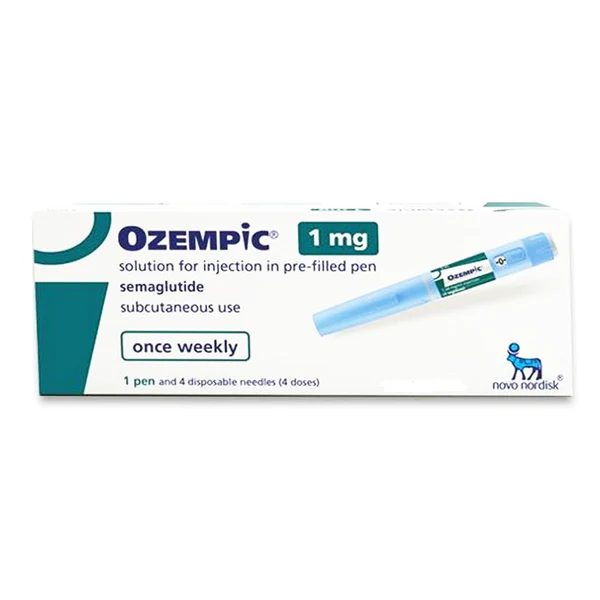 OZEMPIC® 1 mg
solution for injection in pre-filled pen
semaglutide
subcutaneous use
once weekly
1 pen and 4 disposable needles (4 doses)
OZEMPIC
novo nordisk®